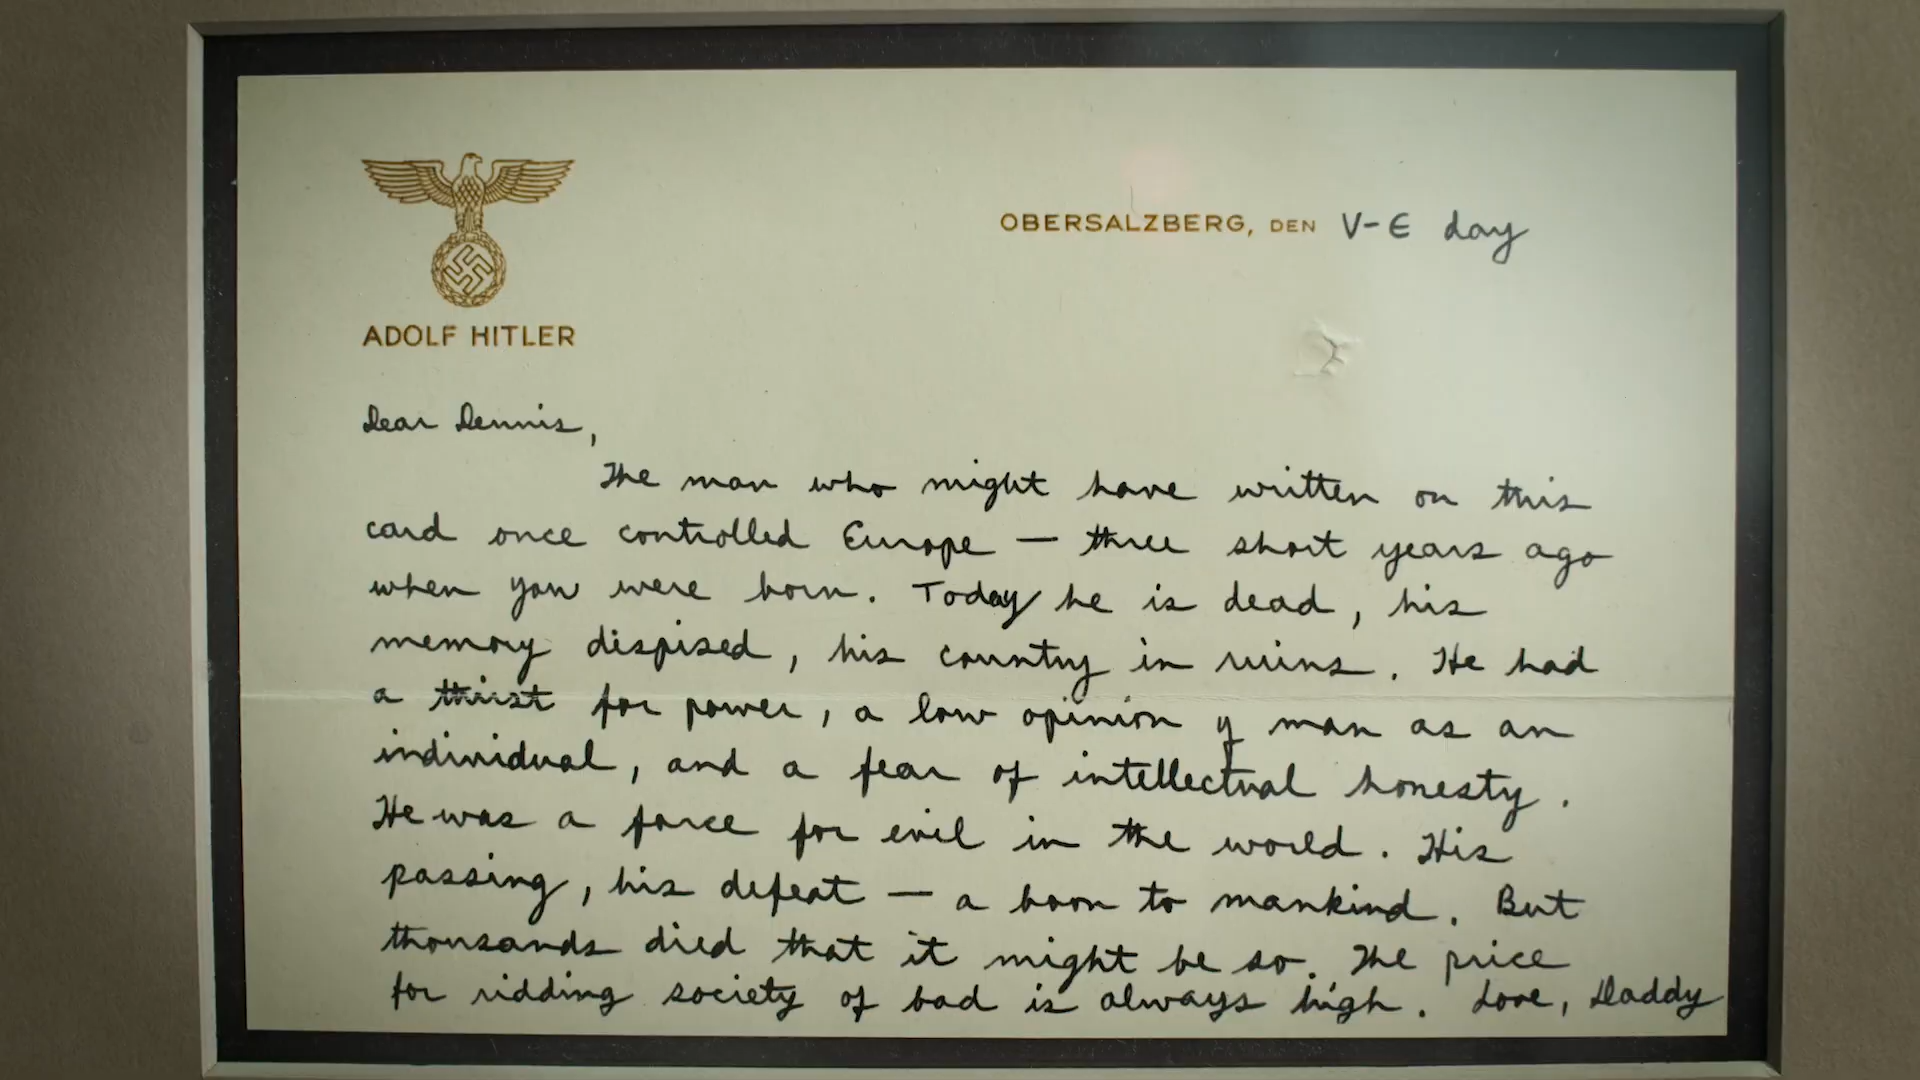 OBERSALZBERG, DEN V-E day
ADOLF HITLER
Dear Dennis,
The man who might have written on this
card once controlled Europe — three short years ago
when you were born. Today he is dead, his
memory despised, his country in ruins. He had
a thirst for power, a low opinion of man as an
individual, and a fear of intellectual honesty.
He was a force for evil in the world. His
passing, his defeat — a boon to mankind. But
thousands died that it might be so. The price
for ridding society of bad is always high. Love, Daddy